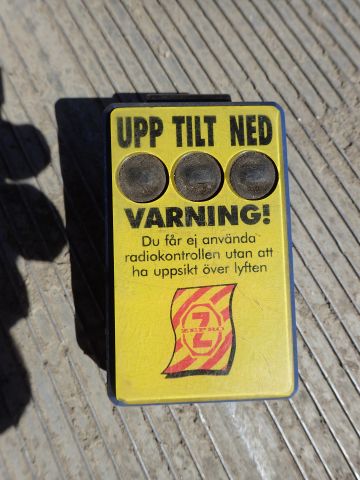 UPP TILT NED
VARNING!
Du får ej använda
radiokontrollen utan att
ha uppsikt över lyften
Z
ZEPRO